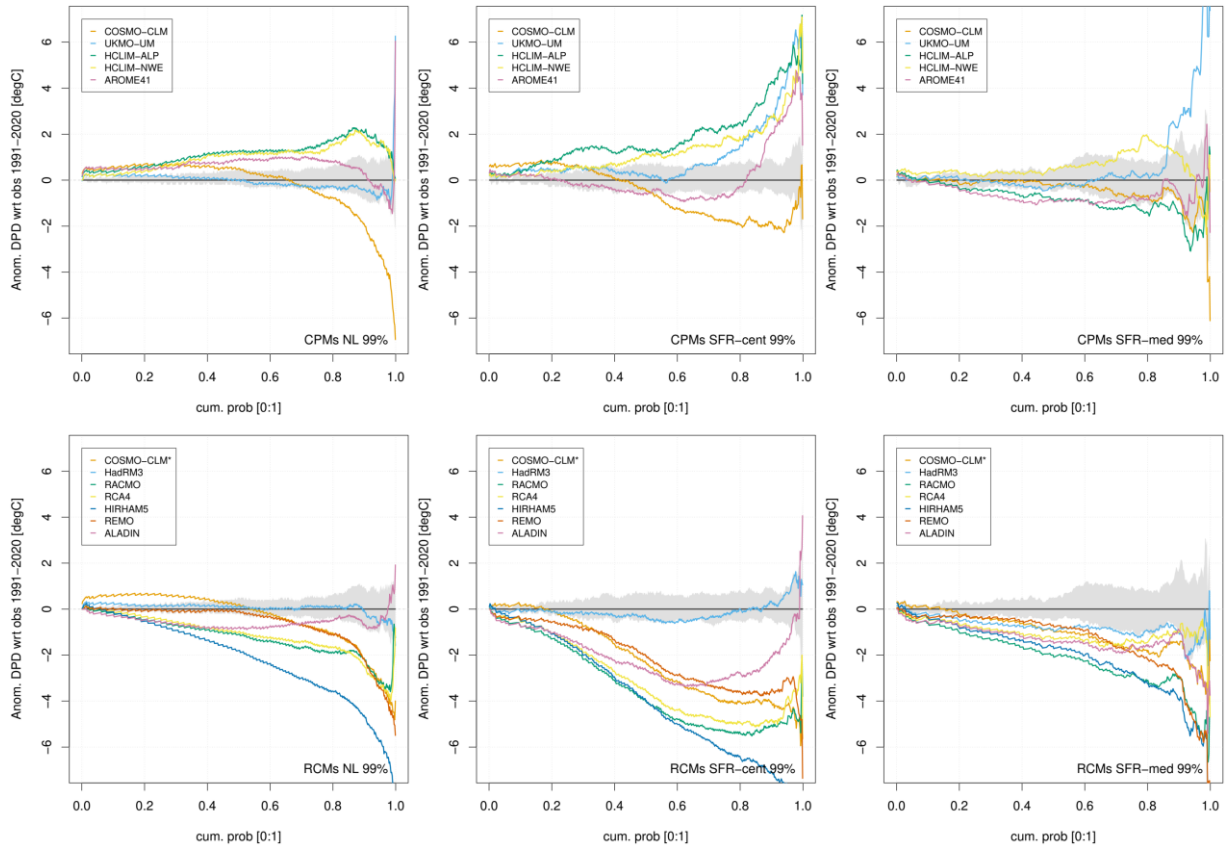 Anom. DPD wrt obs 1991−2020 [degC]
6
4
2
0
−2
−4
−6
COSMO−CLM
UKMO−UM
HCLIM−ALP
HCLIM−NWE
AROME41
CPMs NL 99%
0.0 0.2 0.4 0.6 0.8 1.0
cum. prob [0:1]
Anom. DPD wrt obs 1991−2020 [degC]
6
4
2
0
−2
−4
−6
COSMO−CLM
UKMO−UM
HCLIM−ALP
HCLIM−NWE
AROME41
CPMs SFR−cent 99%
0.0 0.2 0.4 0.6 0.8 1.0
cum. prob [0:1]
Anom. DPD wrt obs 1991−2020 [degC]
6
4
2
0
−2
−4
−6
COSMO−CLM
UKMO−UM
HCLIM−ALP
HCLIM−NWE
AROME41
CPMs SFR−med 99%
0.0 0.2 0.4 0.6 0.8 1.0
cum. prob [0:1]
Anom. DPD wrt obs 1991−2020 [degC]
6
4
2
0
−2
−4
−6
COSMO−CLM*
HadRM3
RACMO
RCA4
HIRHAM5
REMO
ALADIN
RCMs NL 99%
0.0 0.2 0.4 0.6 0.8 1.0
cum. prob [0:1]
Anom. DPD wrt obs 1991−2020 [degC]
6
4
2
0
−2
−4
−6
COSMO−CLM*
HadRM3
RACMO
RCA4
HIRHAM5
REMO
ALADIN
RCMs SFR−cent 99%
0.0 0.2 0.4 0.6 0.8 1.0
cum. prob [0:1]
Anom. DPD wrt obs 1991−2020 [degC]
6
4
2
0
−2
−4
−6
COSMO−CLM*
HadRM3
RACMO
RCA4
HIRHAM5
REMO
ALADIN
RCMs SFR−med 99%
0.0 0.2 0.4 0.6 0.8 1.0
cum. prob [0:1]